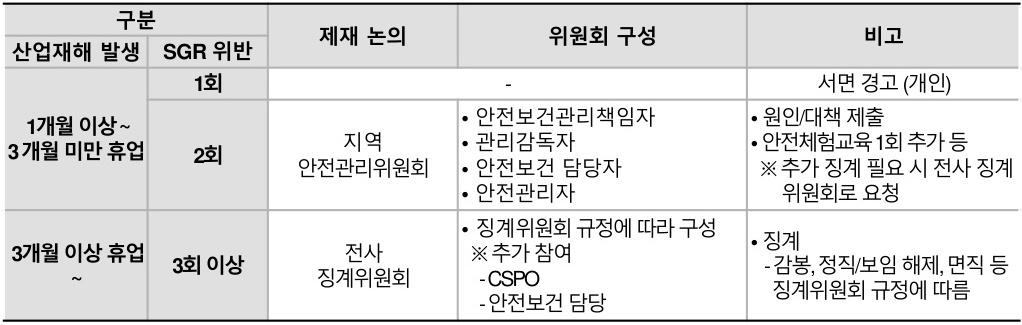 구분
제재 논의
위원회 구성
비고
산업재해 발생
SGR 위반
1개월 이상 ~
3개월 미만 휴업
1회
-
서면 경고 (개인)
2회
지역
안전관리위원회
• 안전보건관리책임자
• 관리감독자
• 안전보건 담당자
• 안전관리자
• 원인/대책 제출
• 안전체험교육 1회 추가 등
※ 추가 징계 필요 시 전사 징계
위원회로 요청
3개월 이상 휴업
~
3회 이상
전사
징계위원회
• 징계위원회 규정에 따라 구성
※ 추가 참여
- CSPO
- 안전보건 담당
• 징계
- 감봉, 정직/보임 해제, 면직 등
징계위원회 규정에 따름